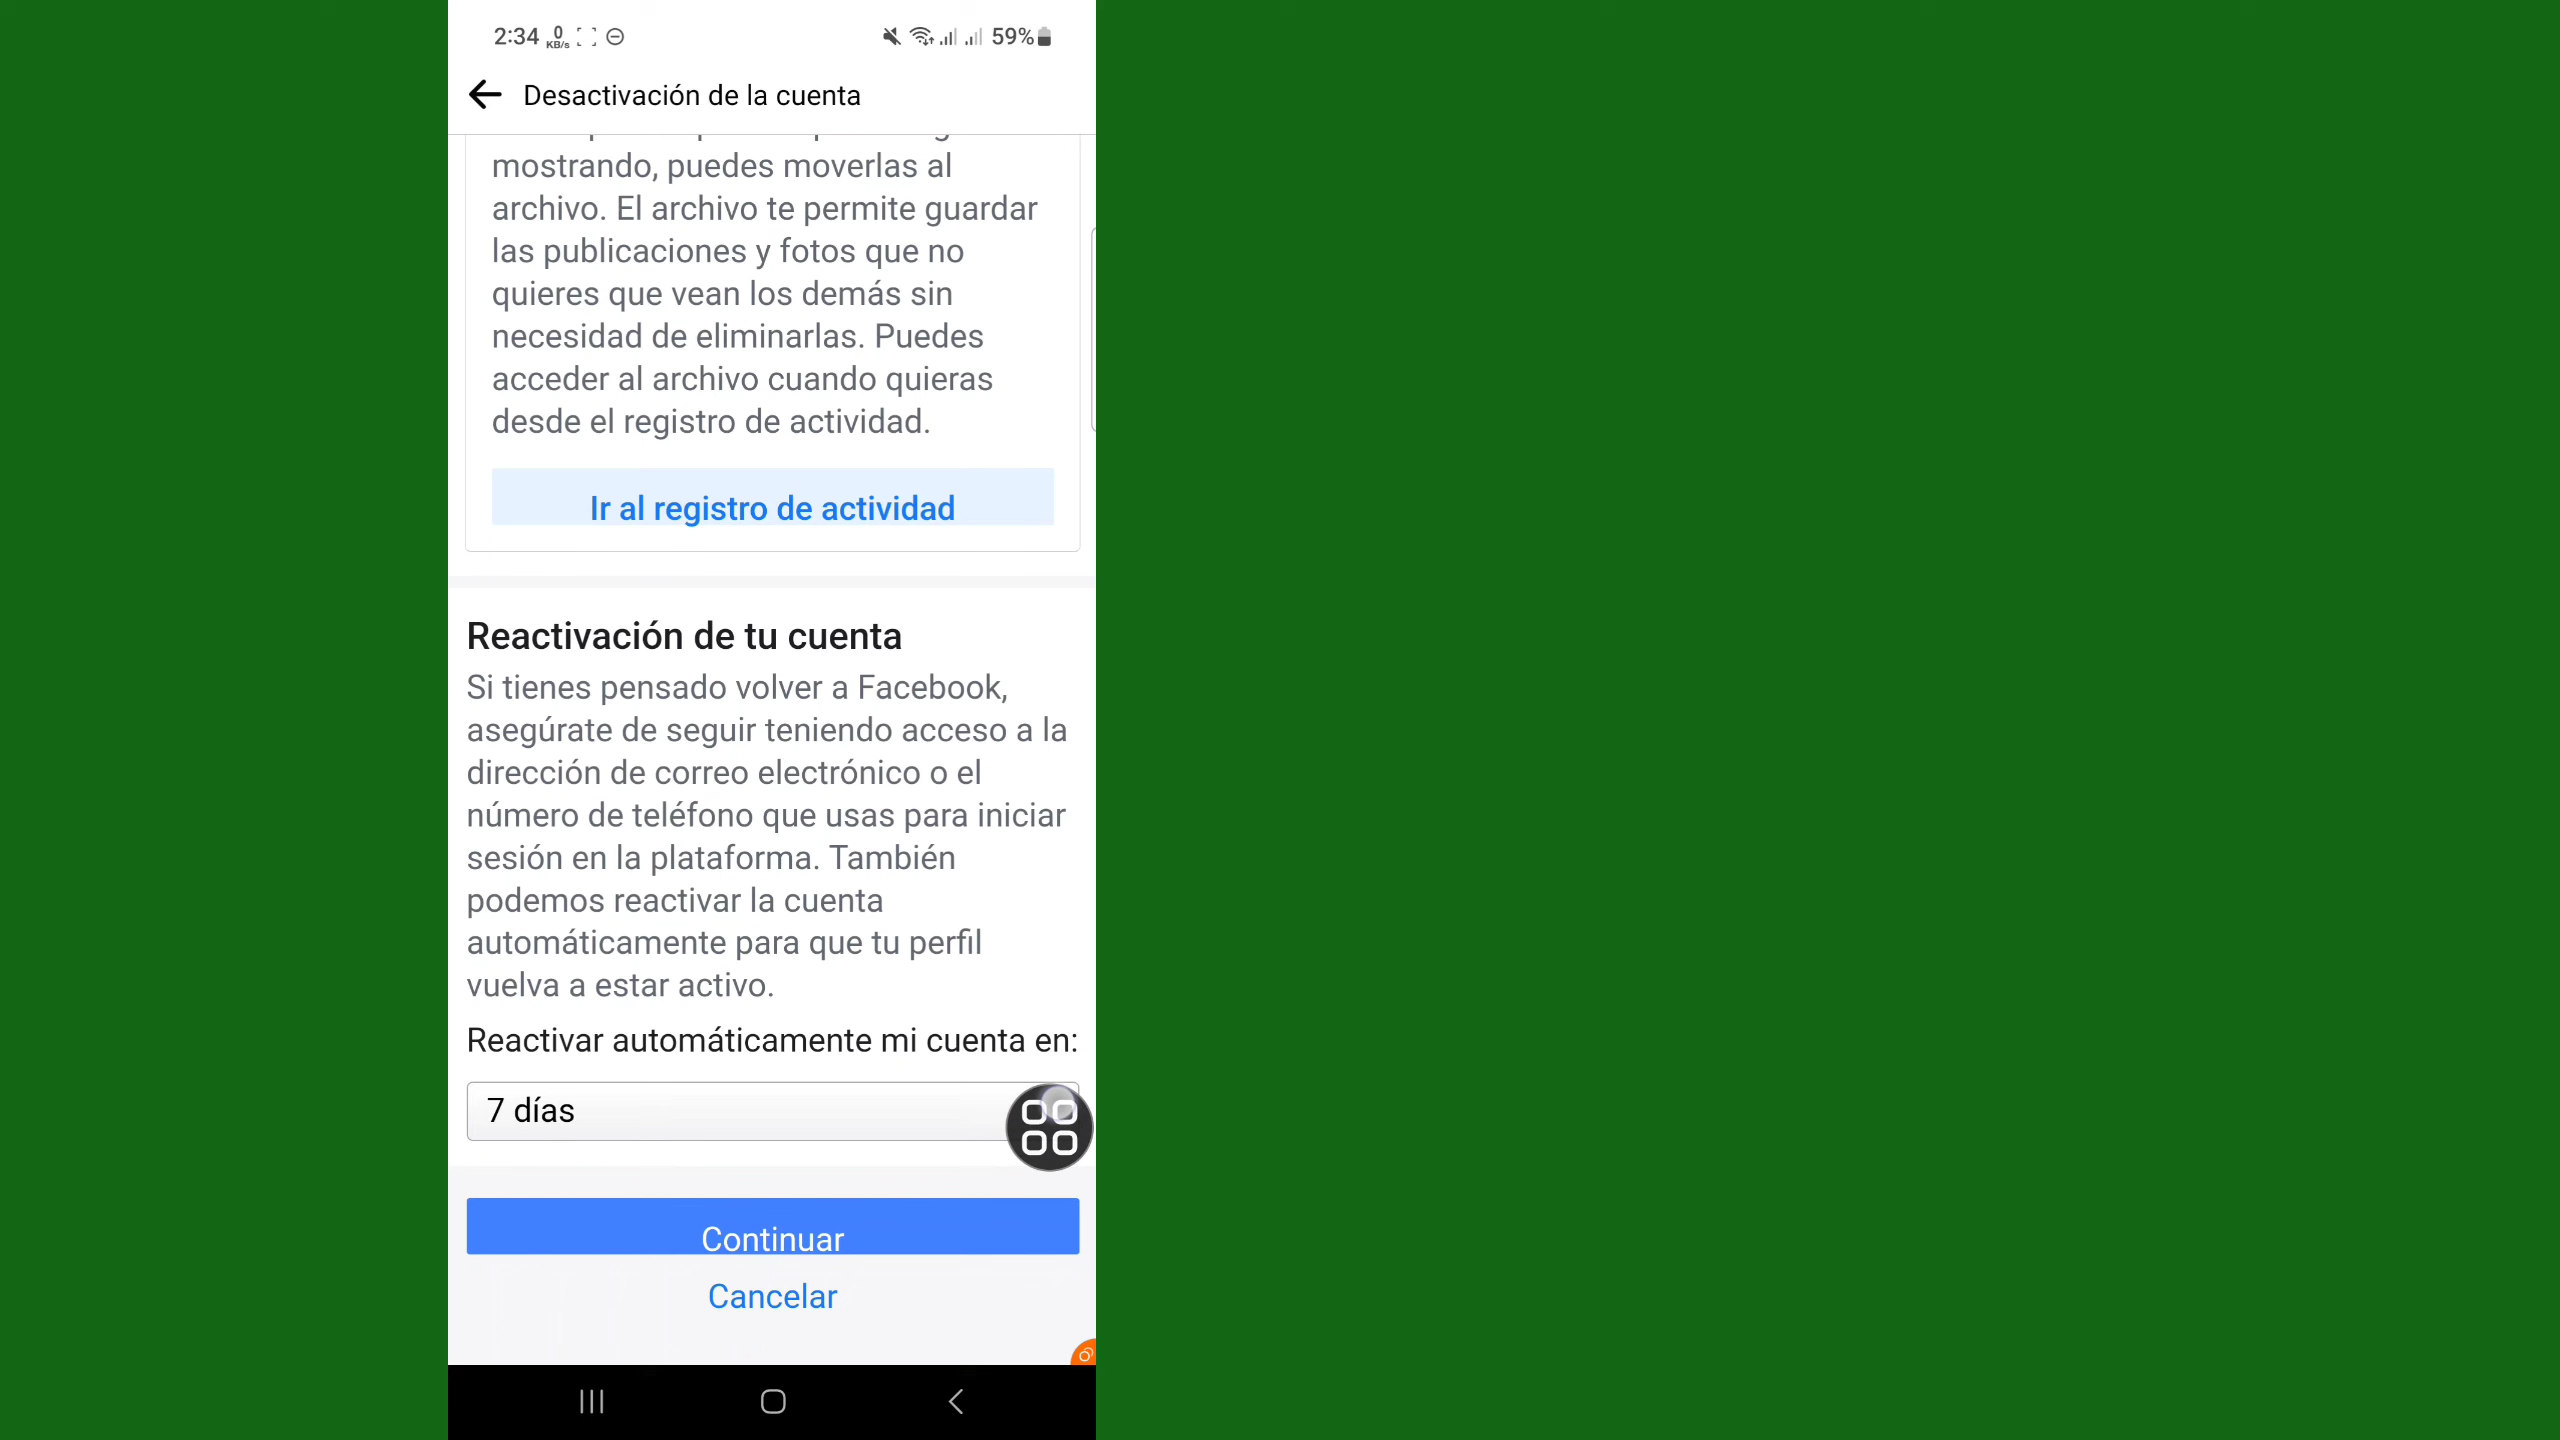 2:34 0 KB/s 59%
Desactivación de la cuenta
mostrando, puedes moverlas al
archivo. El archivo te permite guardar
las publicaciones y fotos que no
quieres que vean los demás sin
necesidad de eliminarlas. Puedes
acceder al archivo cuando quieras
desde el registro de actividad.
Ir al registro de actividad
Reactivación de tu cuenta
Si tienes pensado volver a Facebook,
asegúrate de seguir teniendo acceso a la
dirección de correo electrónico o el
número de teléfono que usas para iniciar
sesión en la plataforma. También
podemos reactivar la cuenta
automáticamente para que tu perfil
vuelva a estar activo.
Reactivar automáticamente mi cuenta en:
7 días
Continuar
Cancelar